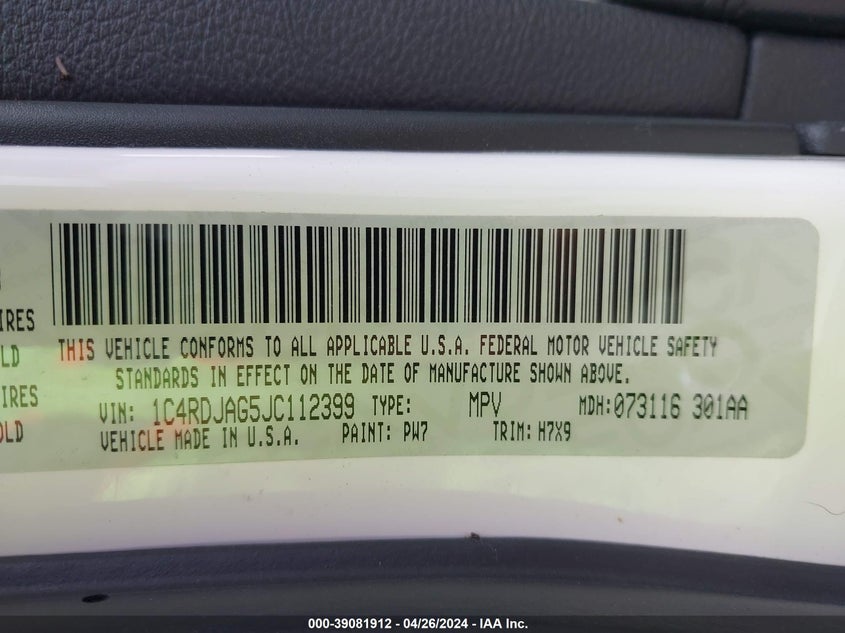 IRES
THIS VEHICLE CONFORMS TO ALL APPLICABLE U.S.A. FEDERAL MOTOR VEHICLE SAFETY
LD
STANDARDS IN EFFECT ON THE DATE OF MANUFACTURE SHOWN ABOVE.
IRES
VIN: 1C4RDJAG5JC112399 TYPE: MPV MDH:073116 301AA
OLD
VEHICLE MADE IN U.S.A. PAINT: PW7 TRIM: H7X9
000-39081912 - 04/26/2024 - IAA Inc.